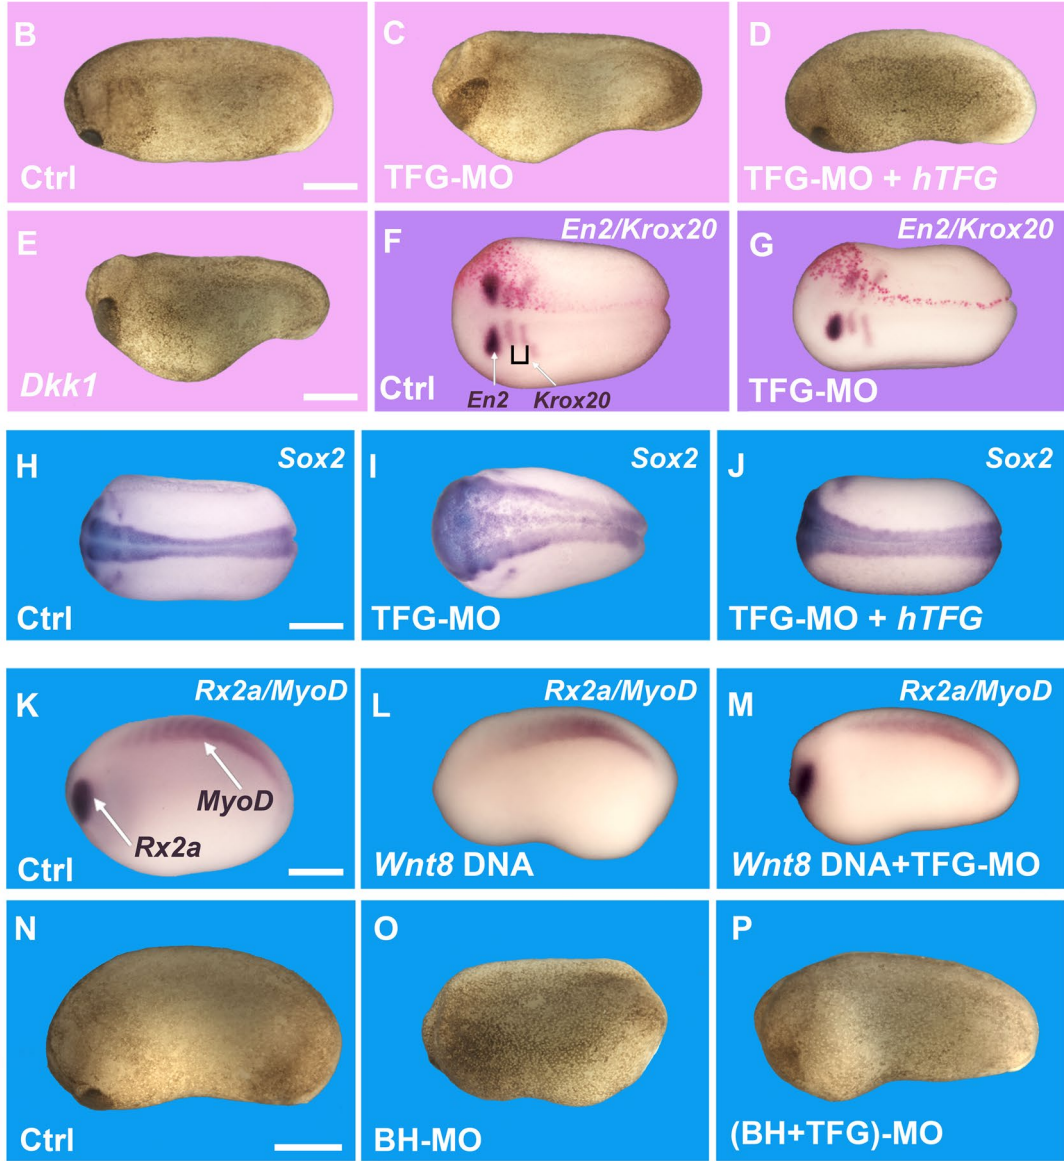 B
Ctrl
C
TFG-MO
D
TFG-MO + hTFG
E
Dkk1
F
En2/Krox20
Ctrl
En2
Krox20
G
En2/Krox20
TFG-MO
H
Sox2
Ctrl
I
Sox2
TFG-MO
J
Sox2
TFG-MO + hTFG
K
Rx2a/MyoD
MyoD
Rx2a
Ctrl
L
Rx2a/MyoD
Wnt8 DNA
M
Rx2a/MyoD
Wnt8 DNA+TFG-MO
N
Ctrl
O
BH-MO
P
(BH+TFG)-MO